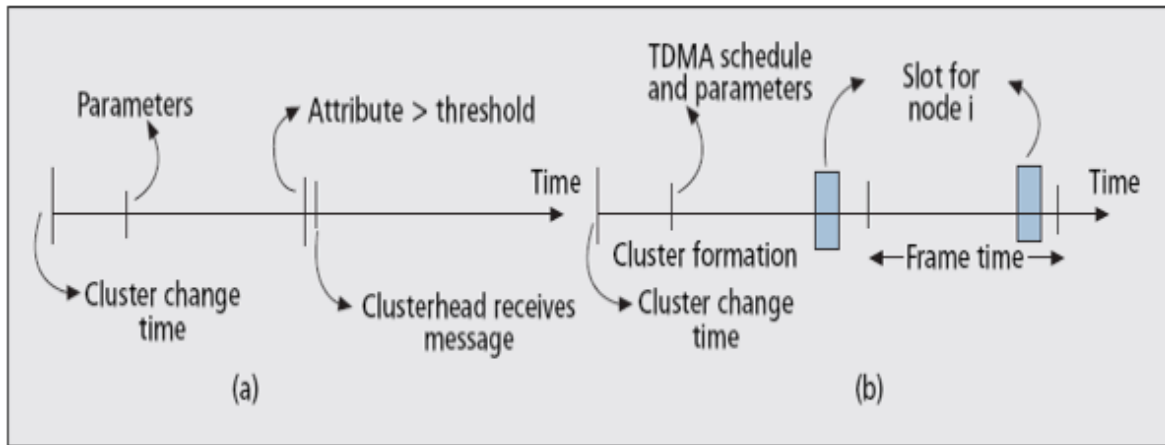 Parameters
Attribute > threshold
Time
Cluster change
time
Clusterhead receives
message
(a)
TDMA schedule
and parameters
Slot for
node i
Time
Cluster formation
Frame time
Cluster change
time
(b)